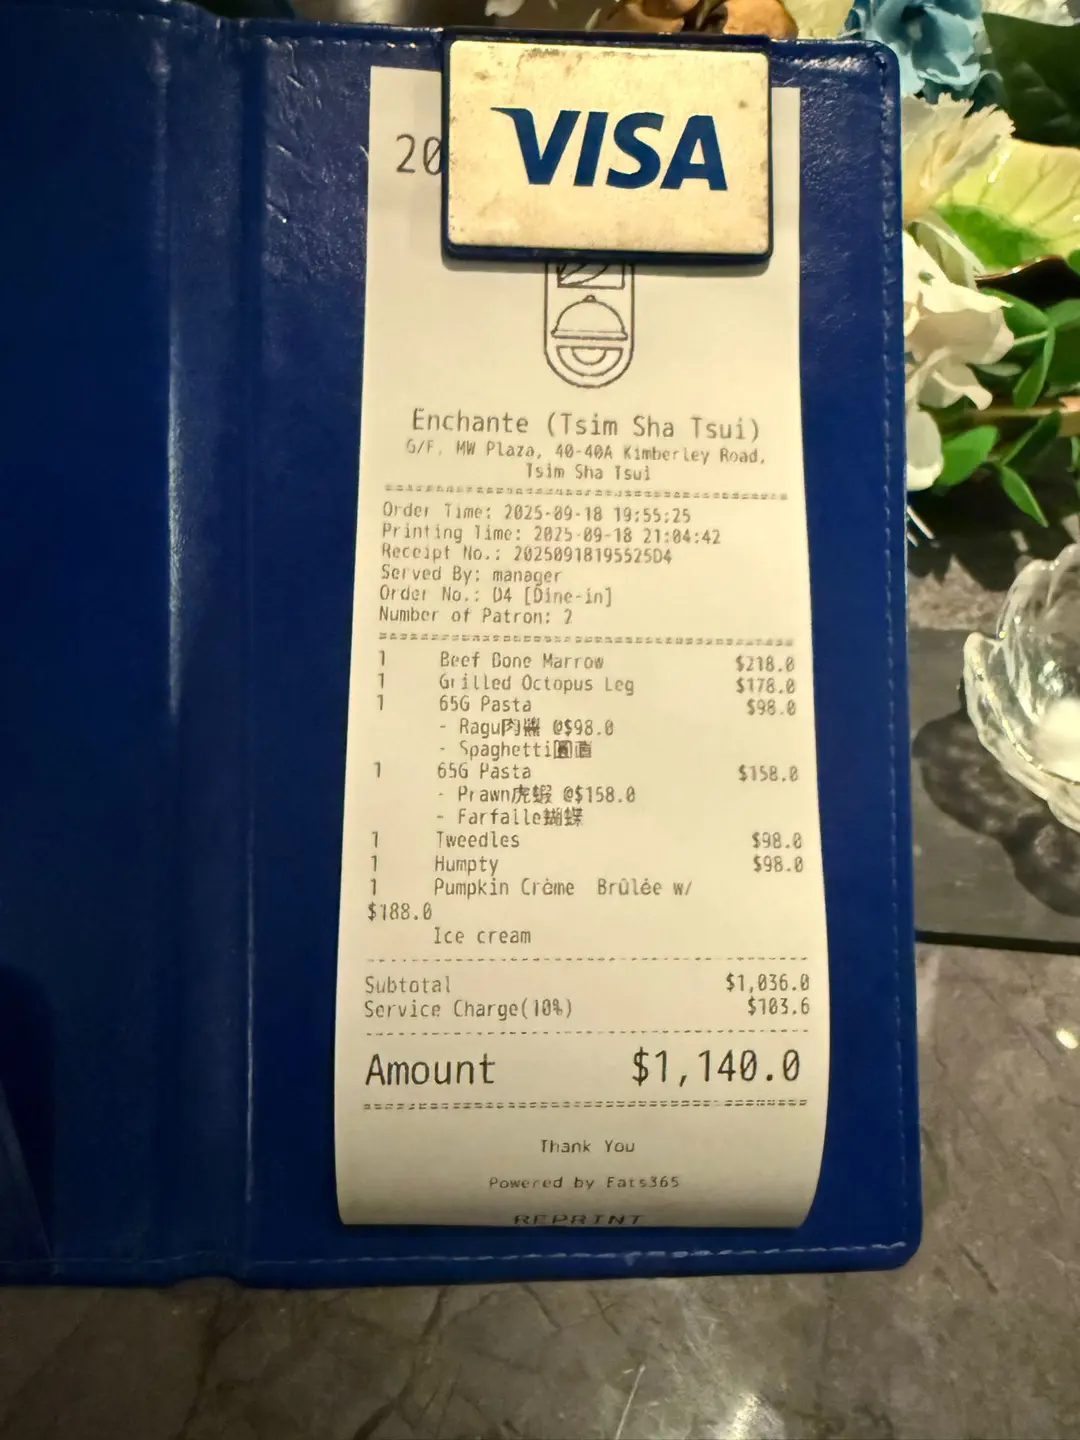 VISA
20
Enchante (Tsim Sha Tsui)
G/F, MW Plaza, 40-40A Kimberley Road,
Tsim Sha Tsui
Order Time: 2025-09-18 19:55:25
Printing Time: 2025-09-18 21:04:42
Receipt No.: 20250918195525D4
Served By: manager
Order No.: D4 [Dine-in]
Number of Patron: 2
1 Beef Bone Marrow $218.0
1 Grilled Octopus Leg $178.0
1 65G Pasta $98.0
- Ragu肉醬 @$98.0
- Spaghetti圓直
1 65G Pasta $158.0
- Prawn虎蝦 @$158.0
- Farfalle蝴蝶
1 Tweedles $98.0
1 Humpty $98.0
1 Pumpkin Crème Brûlée w/
$188.0
Ice cream
Subtotal $1,036.0
Service Charge(10%) $103.6
Amount $1,140.0
Thank You
Powered by Eats365
REPRINT